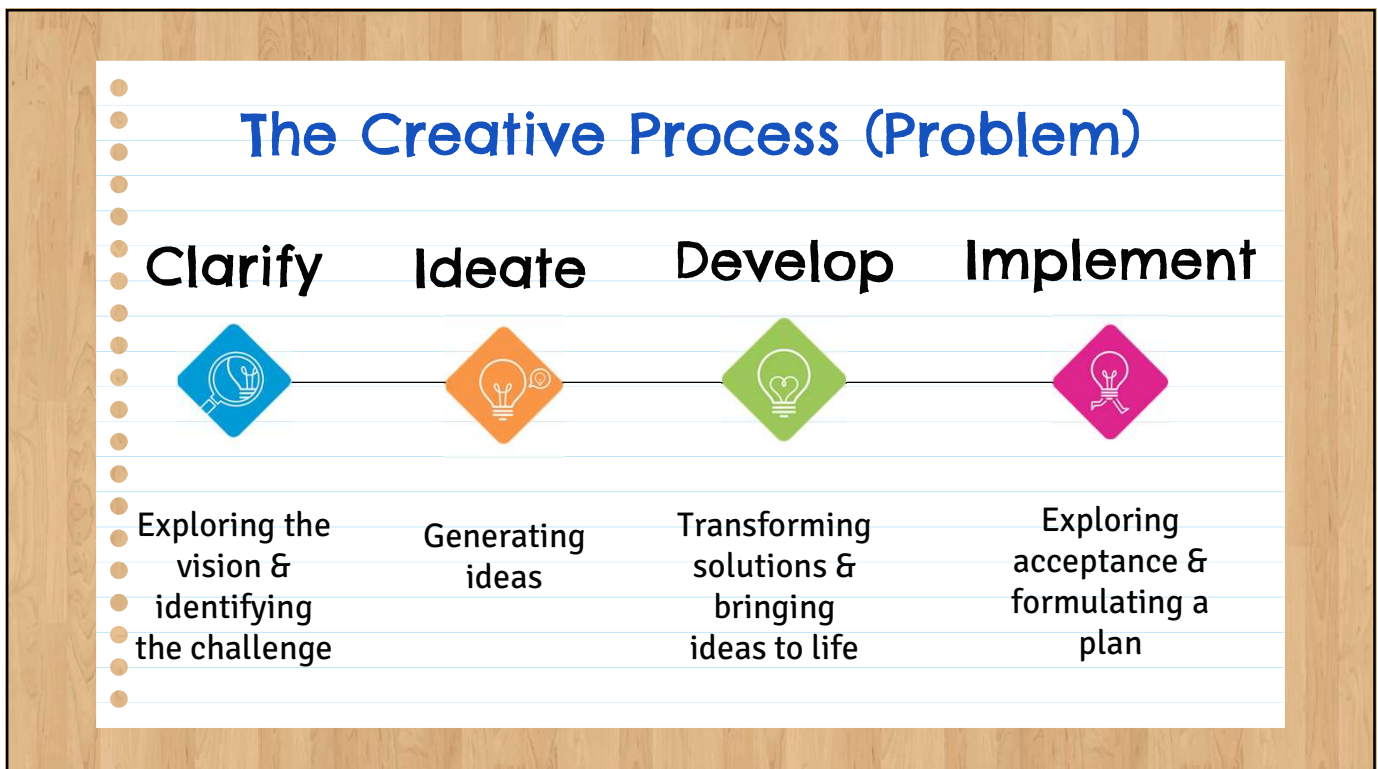 The Creative Process (Problem)
Clarify
Ideate
Develop
Implement
Exploring the
vision &
identifying
the challenge
Generating
ideas
Transforming
solutions &
bringing
ideas to life
Exploring
acceptance &
formulating a
plan